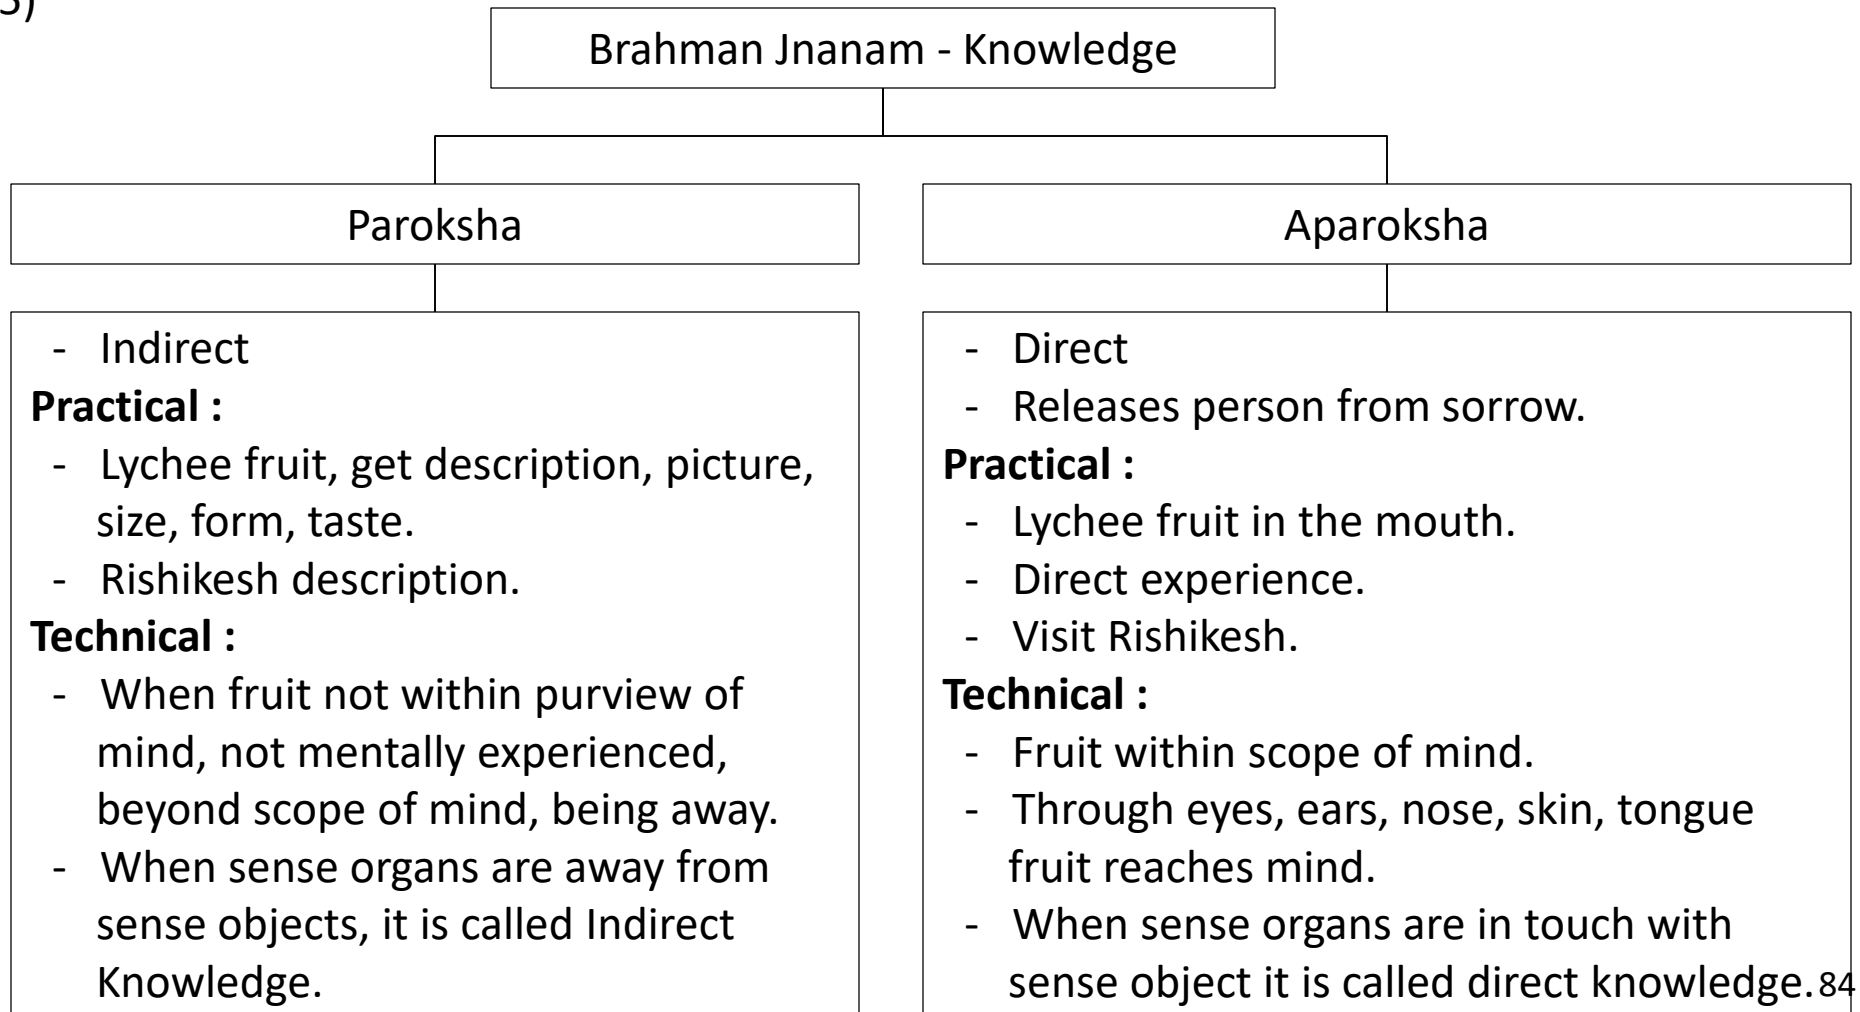 Brahman Jnanam - Knowledge
Paroksha
Aparoksha
- Indirect
Practical :
- Lychee fruit, get description, picture,
size, form, taste.
- Rishikesh description.
Technical :
- When fruit not within purview of
mind, not mentally experienced,
beyond scope of mind, being away.
- When sense organs are away from
sense objects, it is called Indirect
Knowledge.
- Direct
- Releases person from sorrow.
Practical :
- Lychee fruit in the mouth.
- Direct experience.
- Visit Rishikesh.
Technical :
- Fruit within scope of mind.
- Through eyes, ears, nose, skin, tongue
fruit reaches mind.
- When sense organs are in touch with
sense object it is called direct knowledge.
84